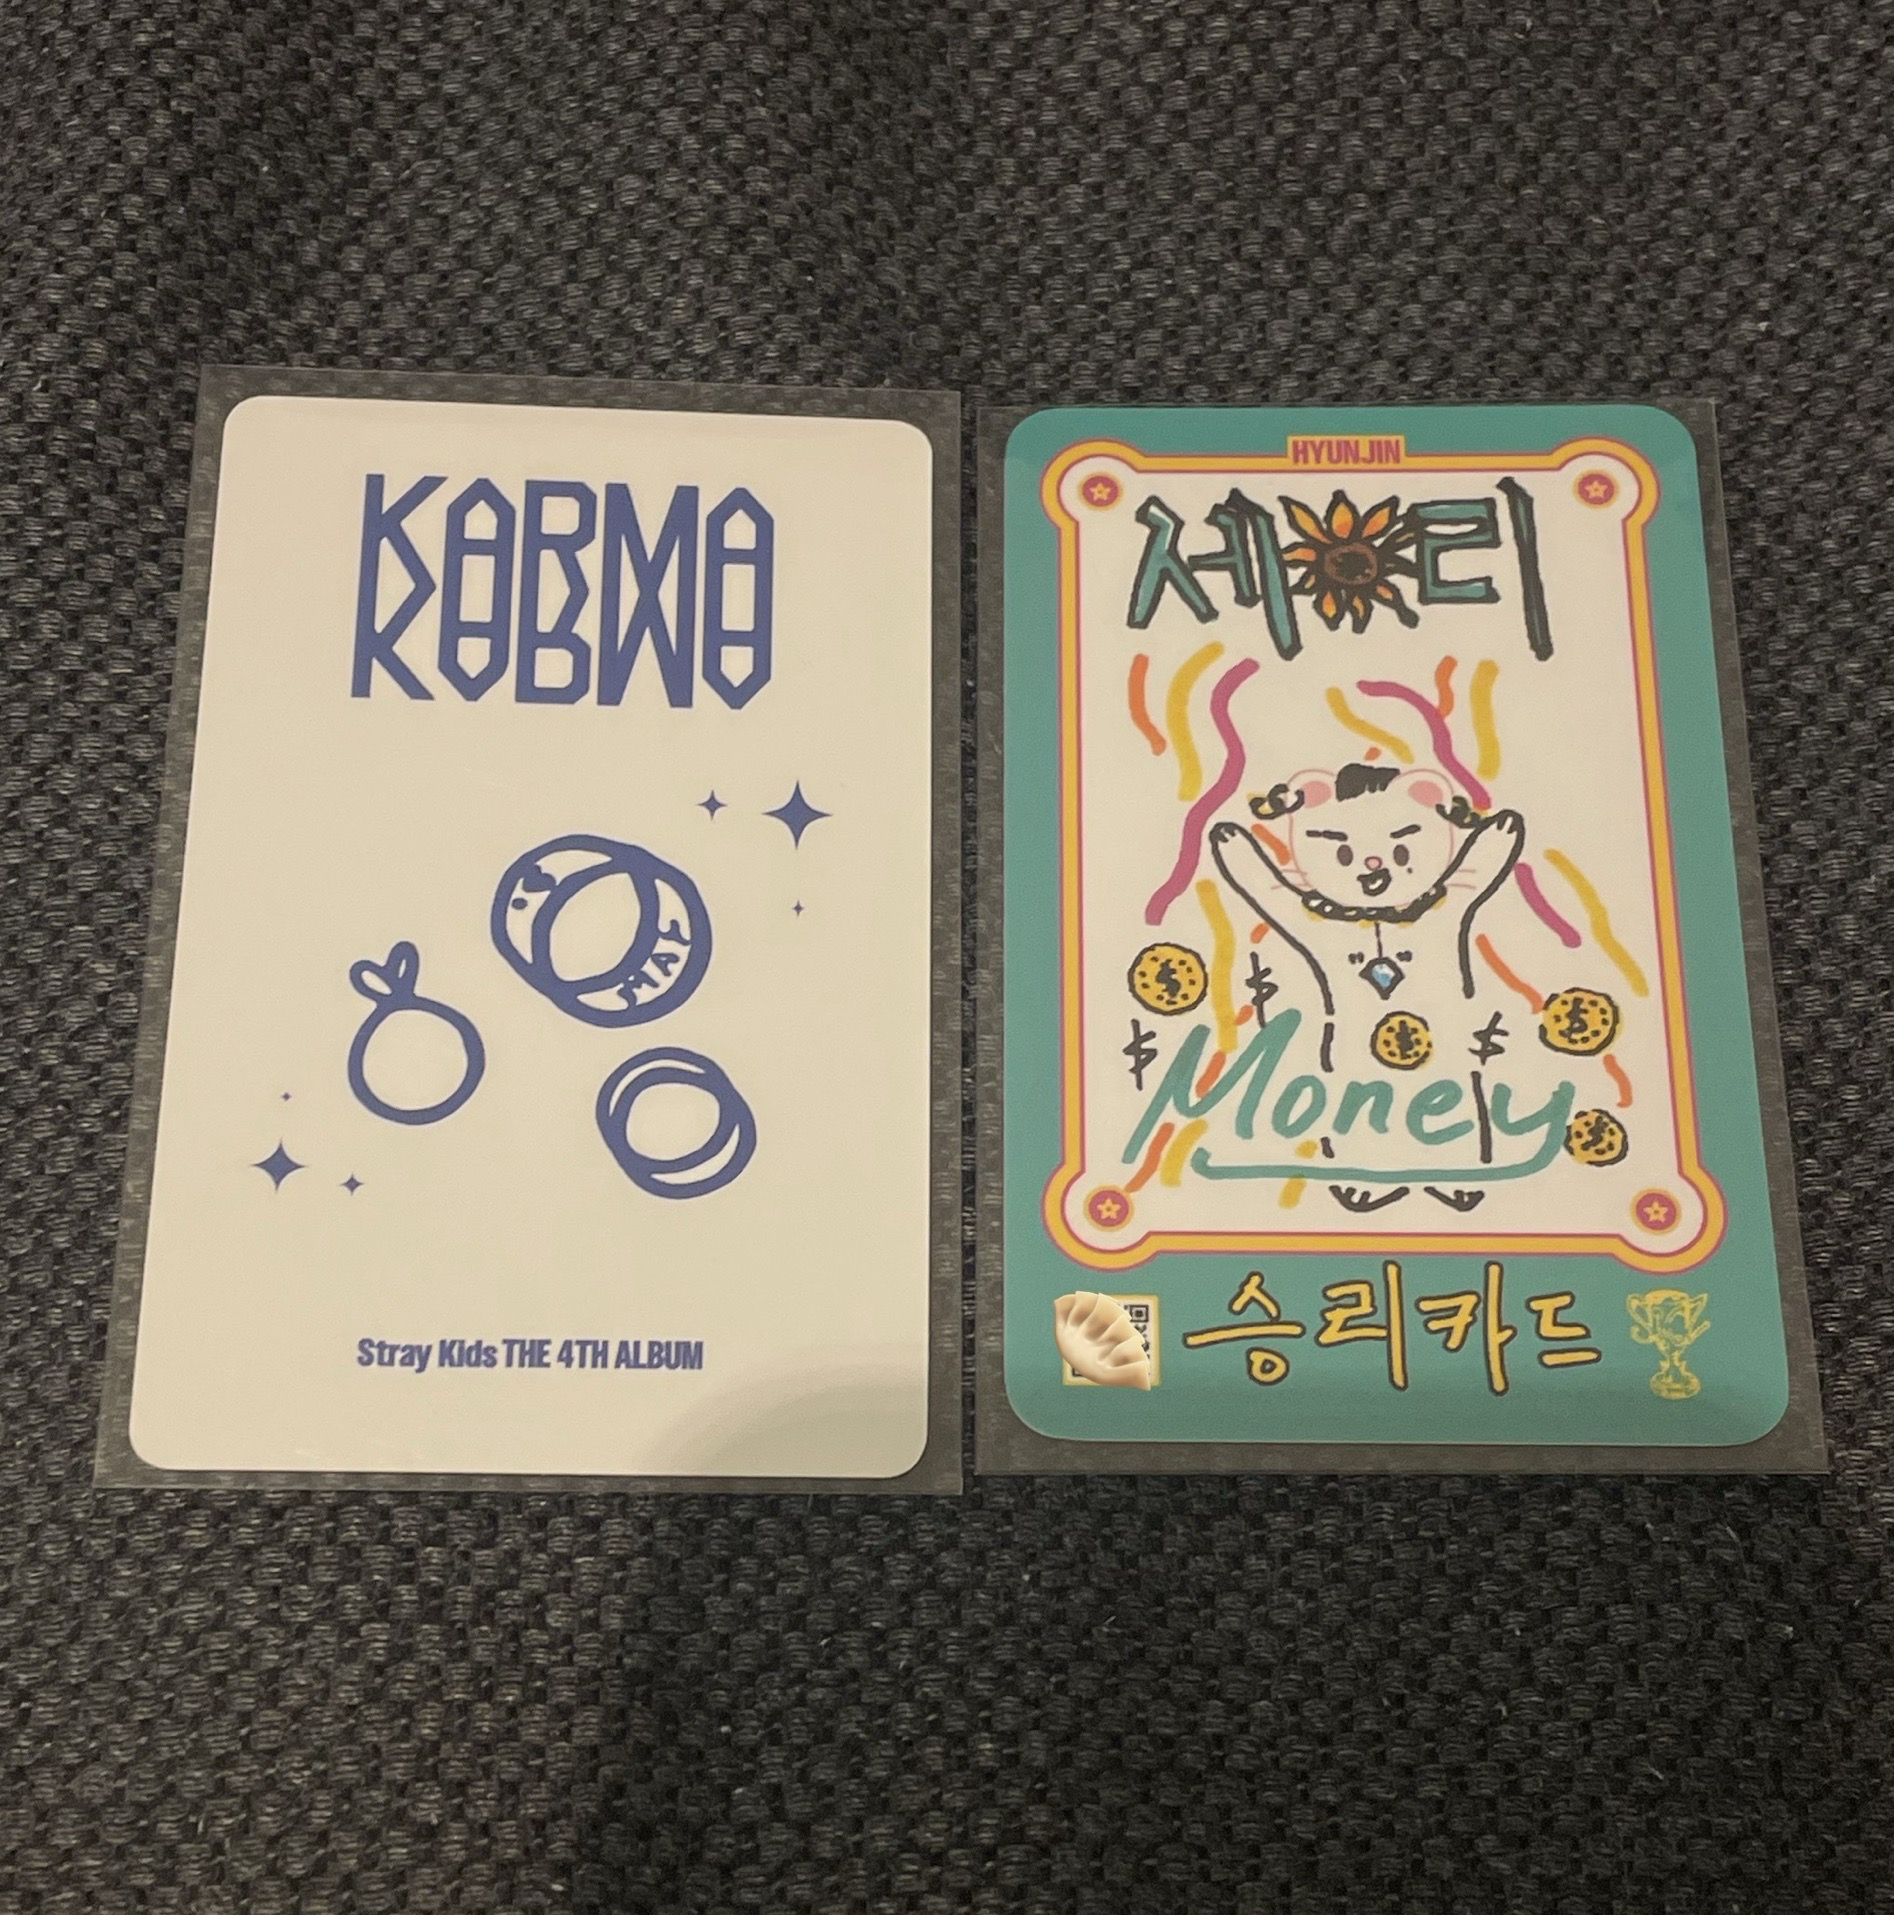 KARMA
Stray Kids THE 4TH ALBUM
HYUNJIN
세리
$
$ $ $ $
$ Money $
승리카드